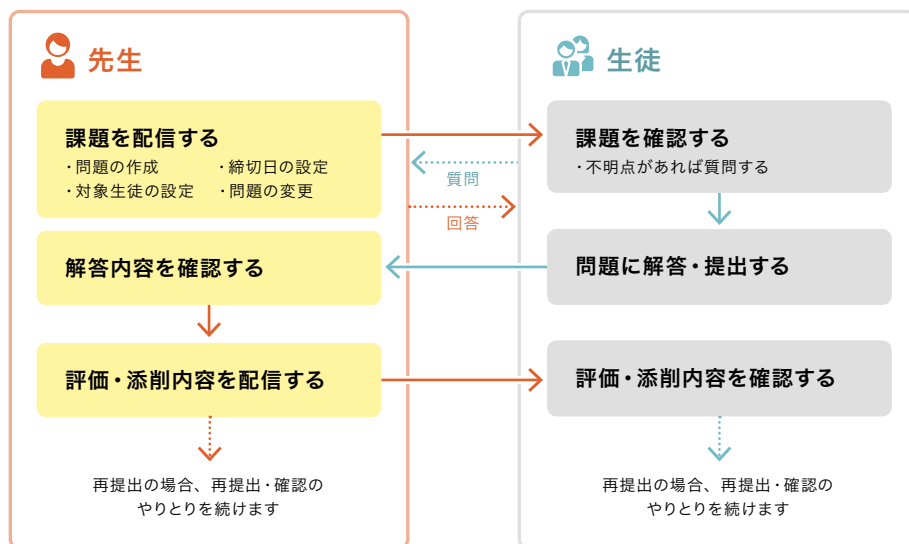 先生
課題を配信する
・問題の作成 ・締切日の設定
・対象生徒の設定 ・問題の変更
解答内容を確認する
評価・添削内容を配信する
再提出の場合、再提出・確認の
やりとりを続けます
質問
回答
生徒
課題を確認する
・不明点があれば質問する
問題に解答・提出する
評価・添削内容を確認する
再提出の場合、再提出・確認の
やりとりを続けます